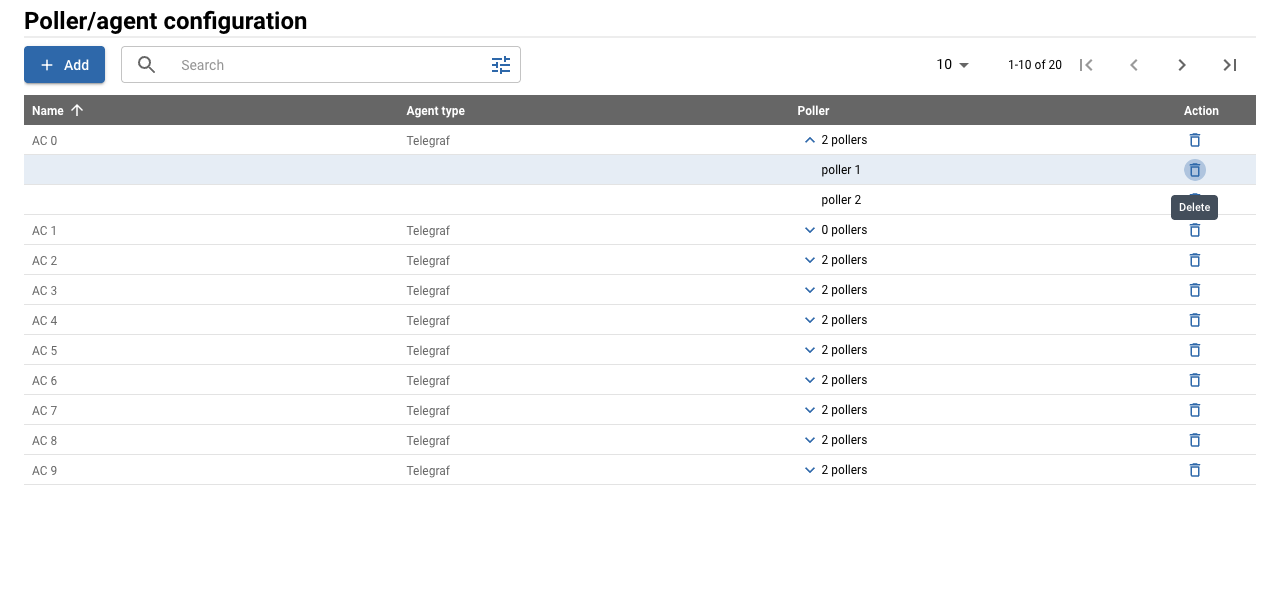 Poller/agent configuration
Add
Search
10
1-10 of 20
Name Agent type Poller Action
AC 0 Telegraf 2 pollers
poller 1
poller 2
Delete
AC 1 Telegraf 0 pollers
AC 2 Telegraf 2 pollers
AC 3 Telegraf 2 pollers
AC 4 Telegraf 2 pollers
AC 5 Telegraf 2 pollers
AC 6 Telegraf 2 pollers
AC 7 Telegraf 2 pollers
AC 8 Telegraf 2 pollers
AC 9 Telegraf 2 pollers